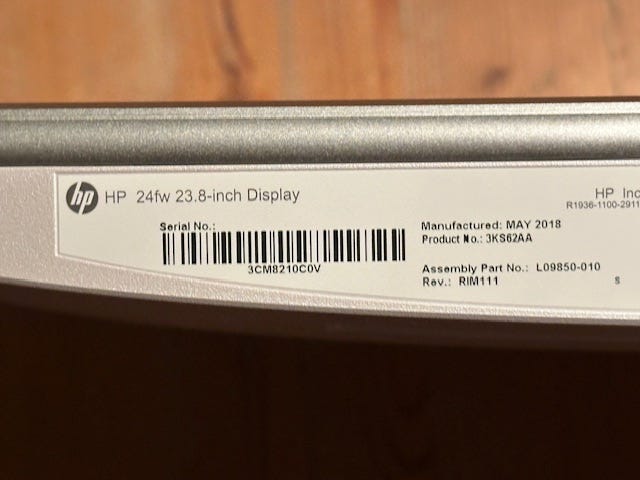 hp HP 24fw 23.8-inch Display
HP Inc
R1936-1100-2911
Serial No.:
3CM8210C0V
Manufactured: MAY 2018
Product No.: 3KS62AA
Assembly Part No.: L09850-010
Rev.: RIM111
S